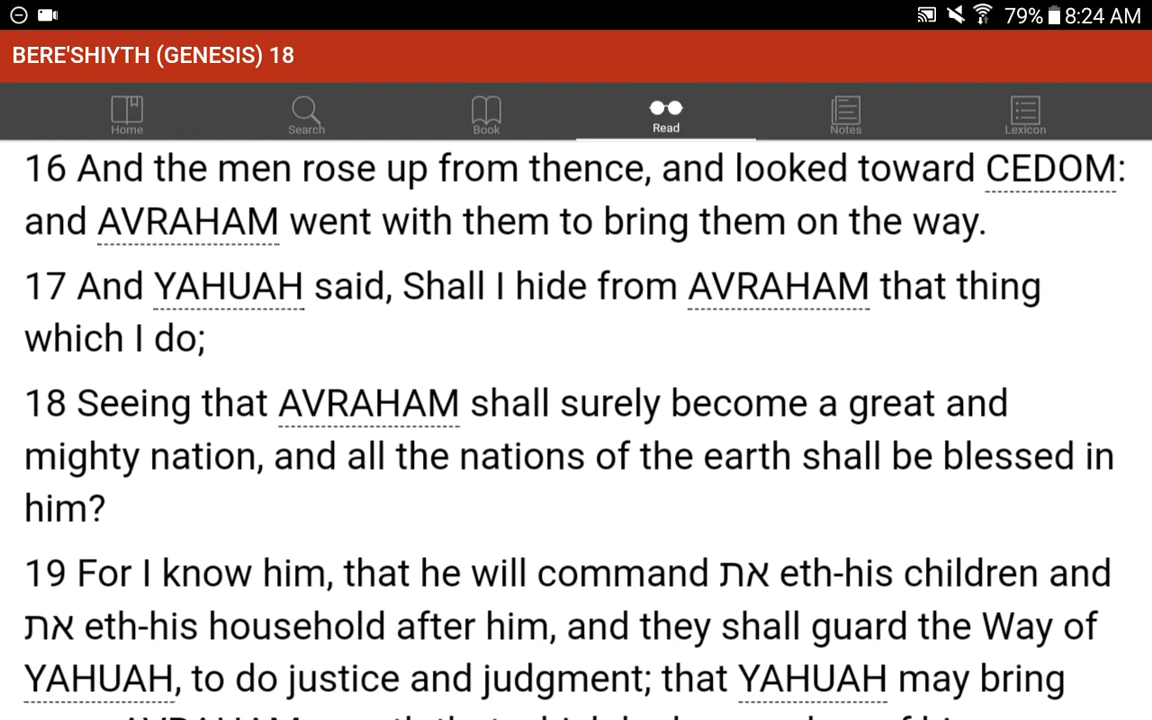 79% 8:24 AM
BERE'SHIYTH (GENESIS) 18
Home Search Book Read Notes Lexicon
16 And the men rose up from thence, and looked toward CEDOM:
and AVRAHAM went with them to bring them on the way.
17 And YAHUAH said, Shall I hide from AVRAHAM that thing
which I do;
18 Seeing that AVRAHAM shall surely become a great and
mighty nation, and all the nations of the earth shall be blessed in
him?
19 For I know him, that he will command את eth-his children and
את eth-his household after him, and they shall guard the Way of
YAHUAH, to do justice and judgment; that YAHUAH may bring